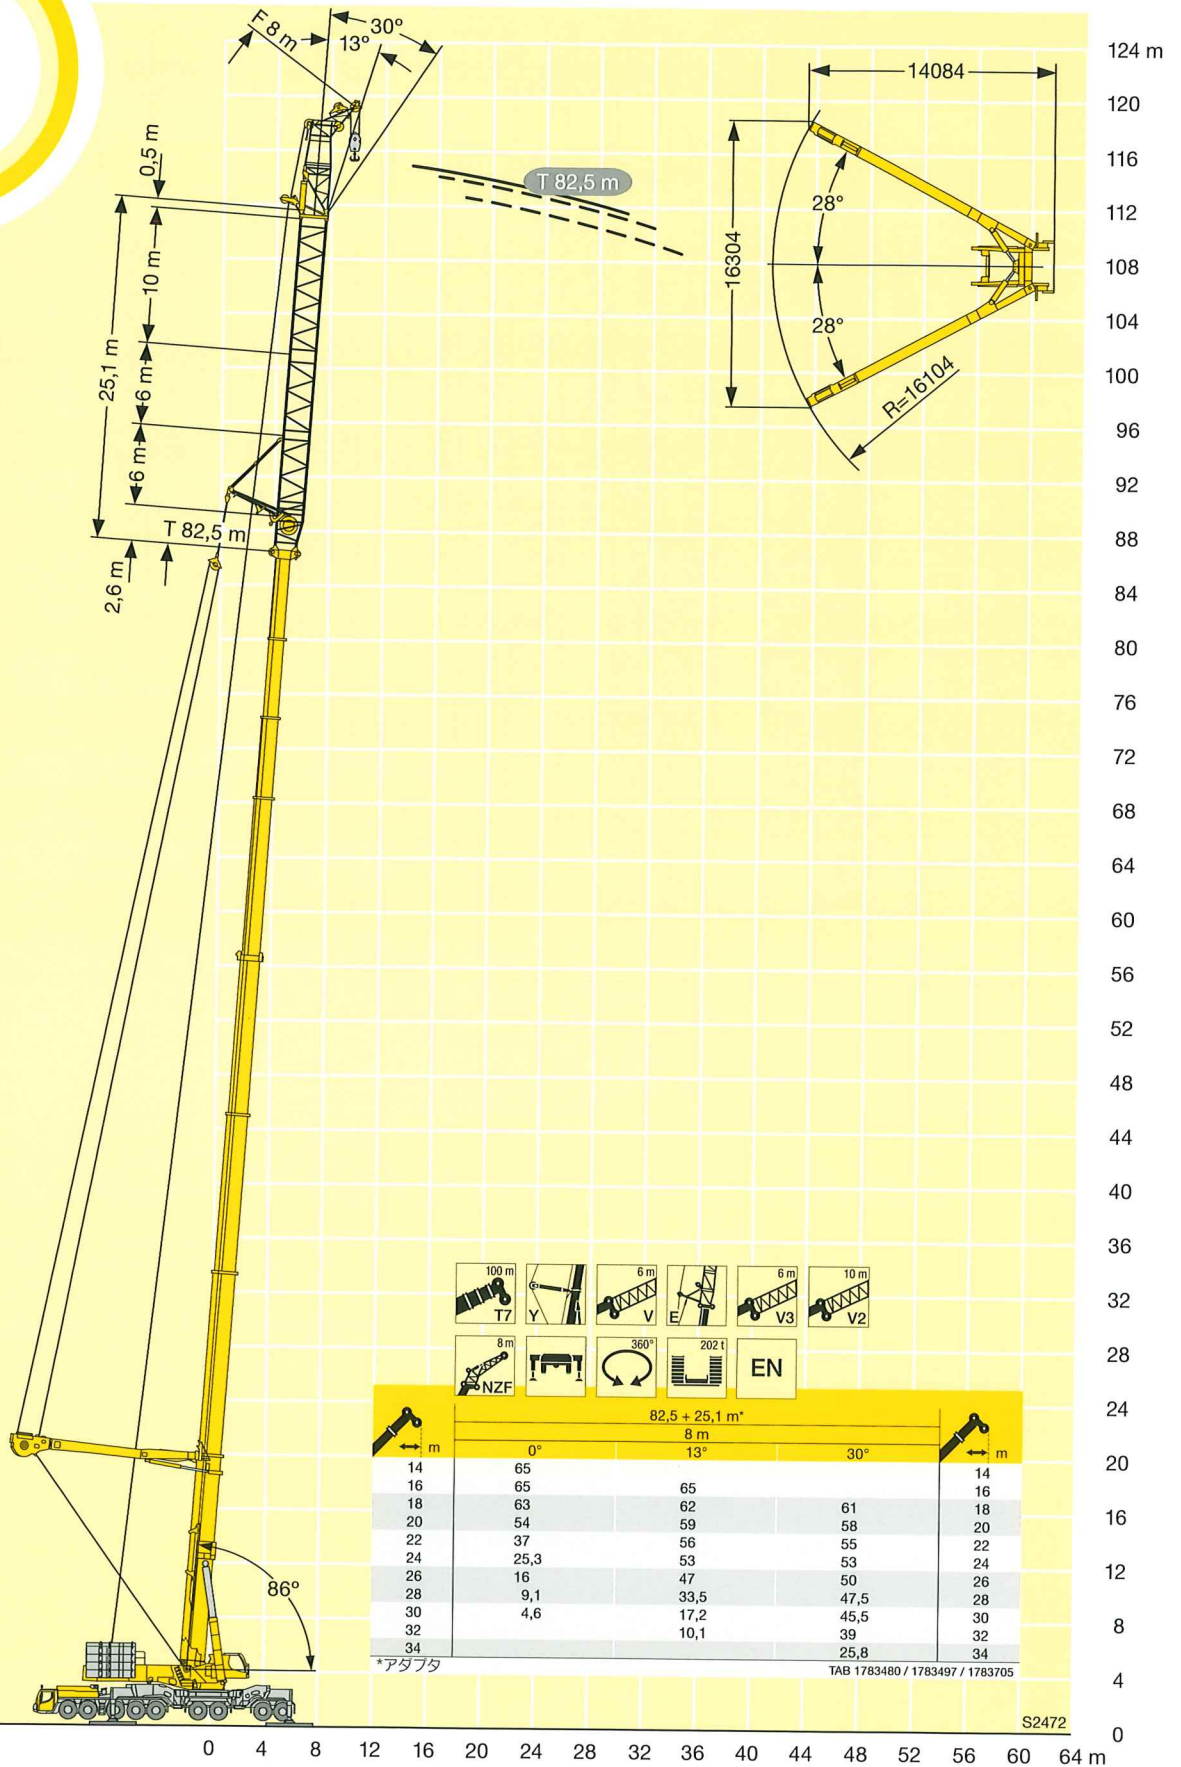 F 8 m
30°
13°
0,5 m
10 m
25,1 m
6 m
6 m
T 82,5 m
2,6 m
T 82,5 m
14084
16304
28°
28°
R=16104
124 m
120
116
112
108
104
100
96
92
88
84
80
76
72
68
64
60
56
52
48
44
40
36
32
28
24
20
16
12
8
4
0
86°
100 m
T7
Y
6 m
V
E
6 m
V3
10 m
V2
8 m
NZF
360°
202 t
EN
82,5 + 25,1 m*
8 m
m 0° 13° 30° m
14 65 14
16 65 65 16
18 63 62 61 18
20 54 59 58 20
22 37 56 55 22
24 25,3 53 53 24
26 16 47 50 26
28 9,1 33,5 47,5 28
30 4,6 17,2 45,5 30
32 10,1 39 32
34 25,8 34
*アダプタ
TAB 1783480 / 1783497 / 1783705
S2472
0 4 8 12 16 20 24 28 32 36 40 44 48 52 56 60 64 m